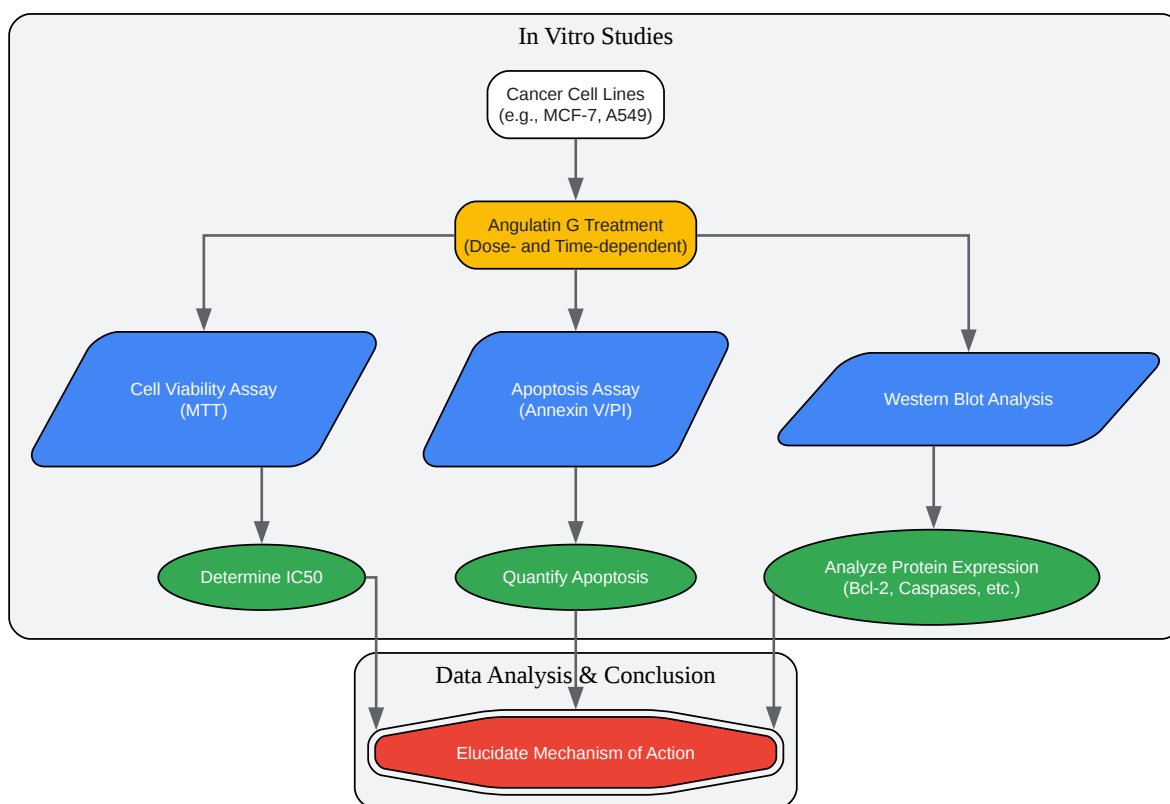 In Vitro Studies
Cancer Cell Lines
(e.g., MCF-7, A549)
Angulatin G Treatment
(Dose- and Time-dependent)
Cell Viability Assay
(MTT)
Apoptosis Assay
(Annexin V/PI)
Western Blot Analysis
Determine IC50
Quantify Apoptosis
Analyze Protein Expression
(Bcl-2, Caspases, etc.)
Data Analysis & Conclusion
Elucidate Mechanism of Action